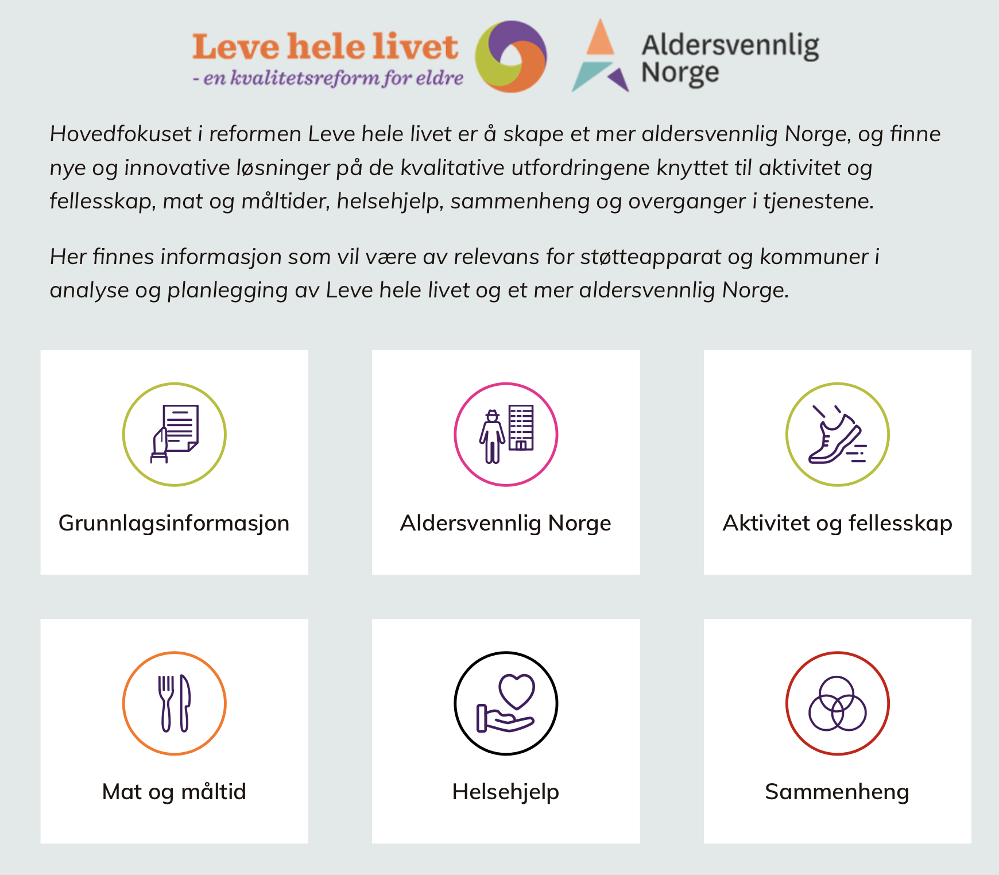 Leve hele livet
- en kvalitetsreform for eldre
Aldersvennlig
Norge
Hovedfokuset i reformen Leve hele livet er å skape et mer aldersvennlig Norge, og finne
nye og innovative løsninger på de kvalitative utfordringene knyttet til aktivitet og
fellesskap, mat og måltider, helsehjelp, sammenheng og overganger i tjenestene.
Her finnes informasjon som vil være av relevans for støtteapparat og kommuner i
analyse og planlegging av Leve hele livet og et mer aldersvennlig Norge.
Grunnlagsinformasjon
Aldersvennlig Norge
Aktivitet og fellesskap
Mat og måltid
Helsehjelp
Sammenheng